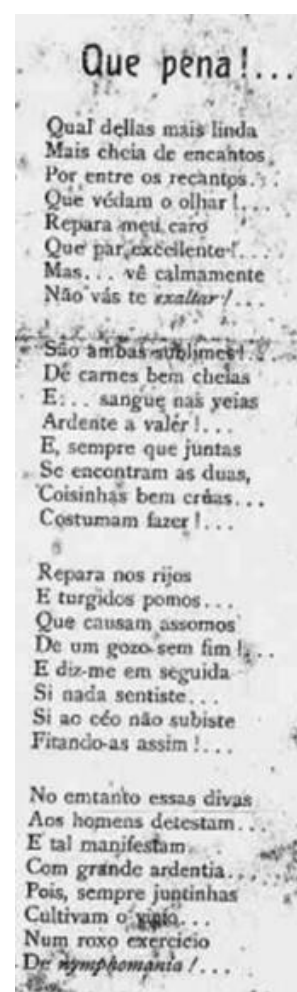 Que pena!...
Qual dellas mais linda
Mais cheia de encantos,
Por entre os recantos...
Que védam o olhar!...
Repara meu caro
Que par excellente!...
Mas... vê calmamente
Não vás te exaltar!...
São ambas sublimes!...
De carnes bem cheias
E... sangue nas veias
Ardente a valer!...
E, sempre que juntas
Se encontram as duas,
Coisinhas bem crúas...
Costumam fazer!...
Repara nos rijos
E turgidos pomos...
Que causam assomos
De um gozo sem fim!...
E diz-me em seguida
Si nada sentiste...
Si ao céo não subiste
Fitando-as assim!...
No emtanto essas divas
Aos homens detestam...
E tal manifestam
Com grande ardentia...
Pois, sempre juntinhas
Cultivam o vicio...
Num roxo exercicio
De nymphomania!...